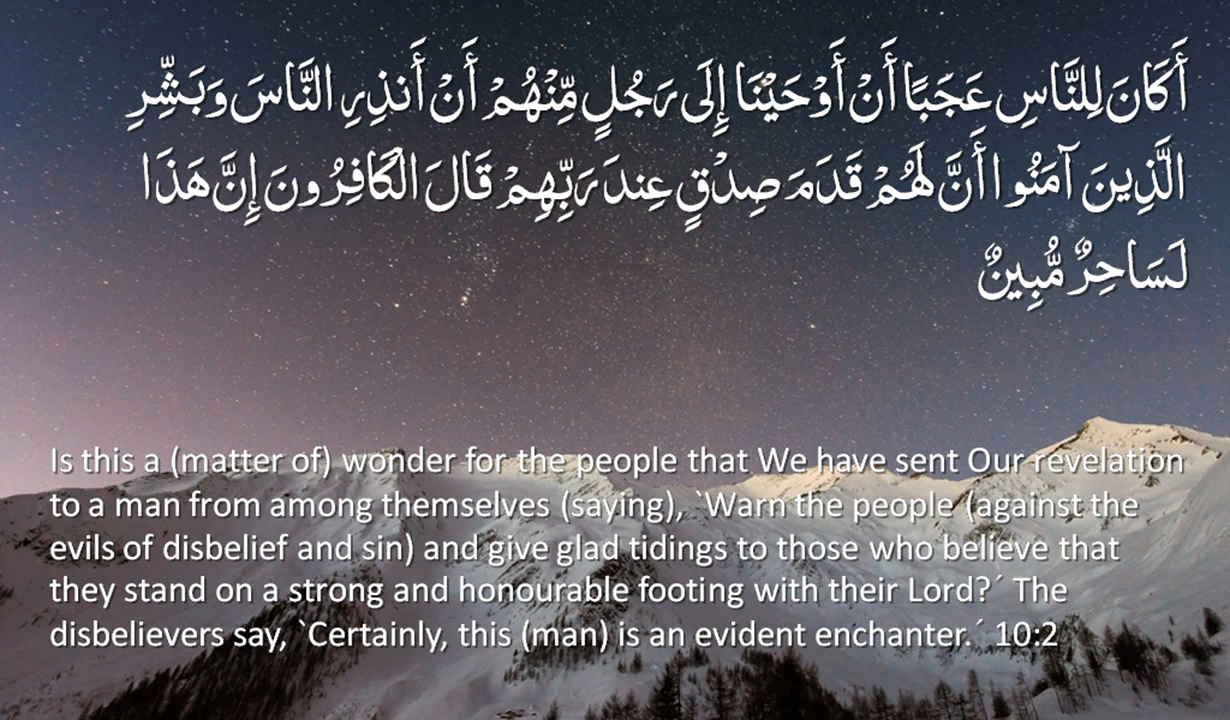 أَكَانَ لِلنَّاسِ عَجَبًا أَنْ أَوْحَيْنَا إِلَى رَجُلٍ مِّنْهُمْ أَنْ أَنذِرِ النَّاسَ وَبَشِّرِ
الَّذِينَ آمَنُوا أَنَّ لَهُمْ قَدَمَ صِدْقٍ عِندَ رَبِّهِمْ قَالَ الْكَافِرُونَ إِنَّ هَذَا
لَسَاحِرٌ مُّبِينٌ
Is this a (matter of) wonder for the people that We have sent Our revelation
to a man from among themselves (saying), `Warn the people (against the
evils of disbelief and sin) and give glad tidings to those who believe that
they stand on a strong and honourable footing with their Lord?´ The
disbelievers say, `Certainly, this (man) is an evident enchanter.´ 10:2